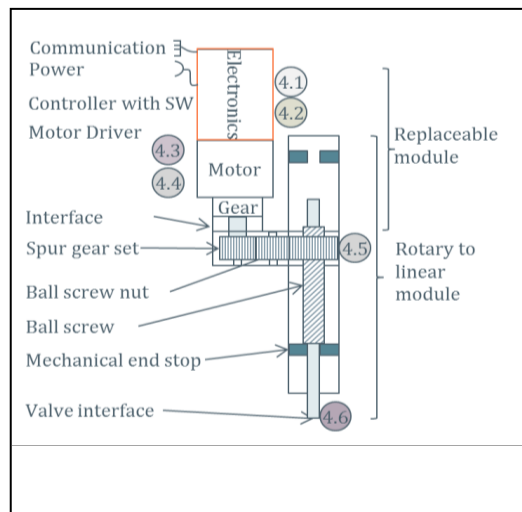 Communication
Power
Controller with SW
Motor Driver
Electronics
4.1
4.2
4.3
4.4
Motor
Replaceable
module
Gear
Interface
Spur gear set
4.5
Rotary to
linear
module
Ball screw nut
Ball screw
Mechanical end stop
Valve interface
4.6